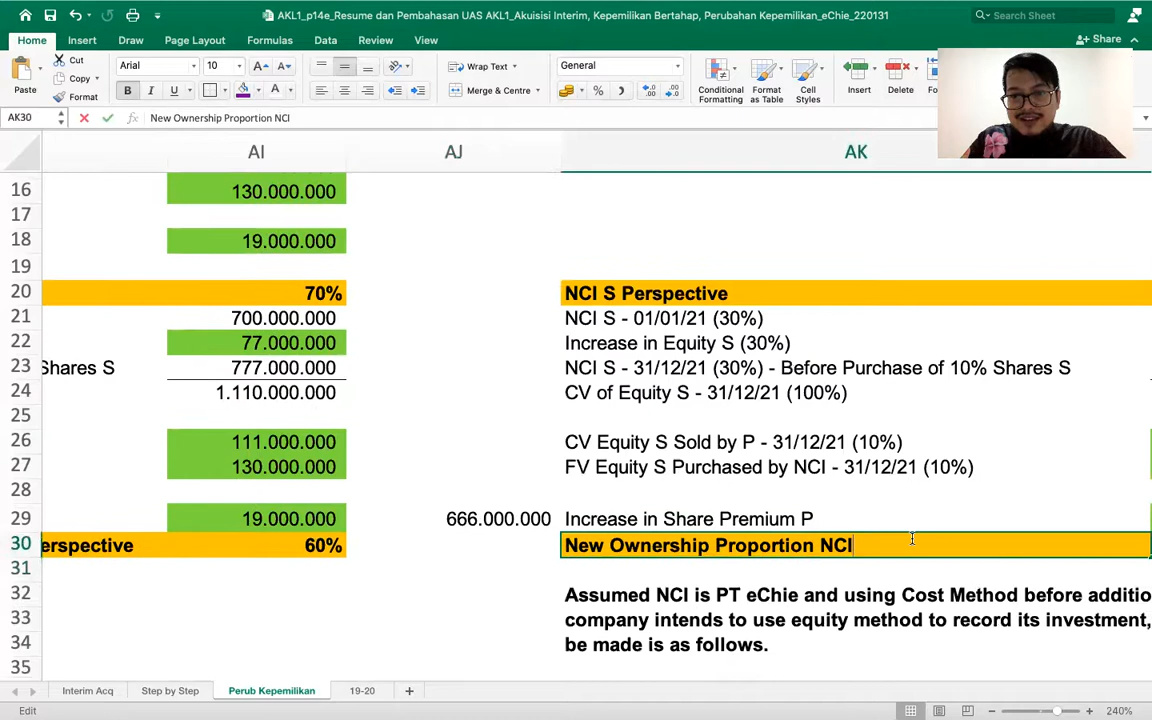 AKL1_p14e_Resume dan Pembahasan UAS AKL1_Akuisisi Interim, Kepemilikan Bertahap, Perubahan Kepemilikan_eChie_220131
Search Sheet
Home Insert Draw Page Layout Formulas Data Review View
Share
Paste
Cut
Copy
Format
Arial 10
B I U
Wrap Text
Merge & Centre
General
Conditional Formatting
Format as Table
Cell Styles
Insert
Delete
AK30 fx New Ownership Proportion NCI
AI AJ AK
16 130.000.000
17
18 19.000.000
19
20 70% NCI S Perspective
21 700.000.000 NCI S - 01/01/21 (30%)
22 77.000.000 Increase in Equity S (30%)
23 Shares S 777.000.000 NCI S - 31/12/21 (30%) - Before Purchase of 10% Shares S
24 1.110.000.000 CV of Equity S - 31/12/21 (100%)
25
26 111.000.000 CV Equity S Sold by P - 31/12/21 (10%)
27 130.000.000 FV Equity S Purchased by NCI - 31/12/21 (10%)
28
29 19.000.000 666.000.000 Increase in Share Premium P
30 erspective 60% New Ownership Proportion NCI
31
32 Assumed NCI is PT eChie and using Cost Method before additio
33 company intends to use equity method to record its investment,
34 be made is as follows.
35
Interim Acq Step by Step Perub Kepemilikan 19-20
Edit 240%